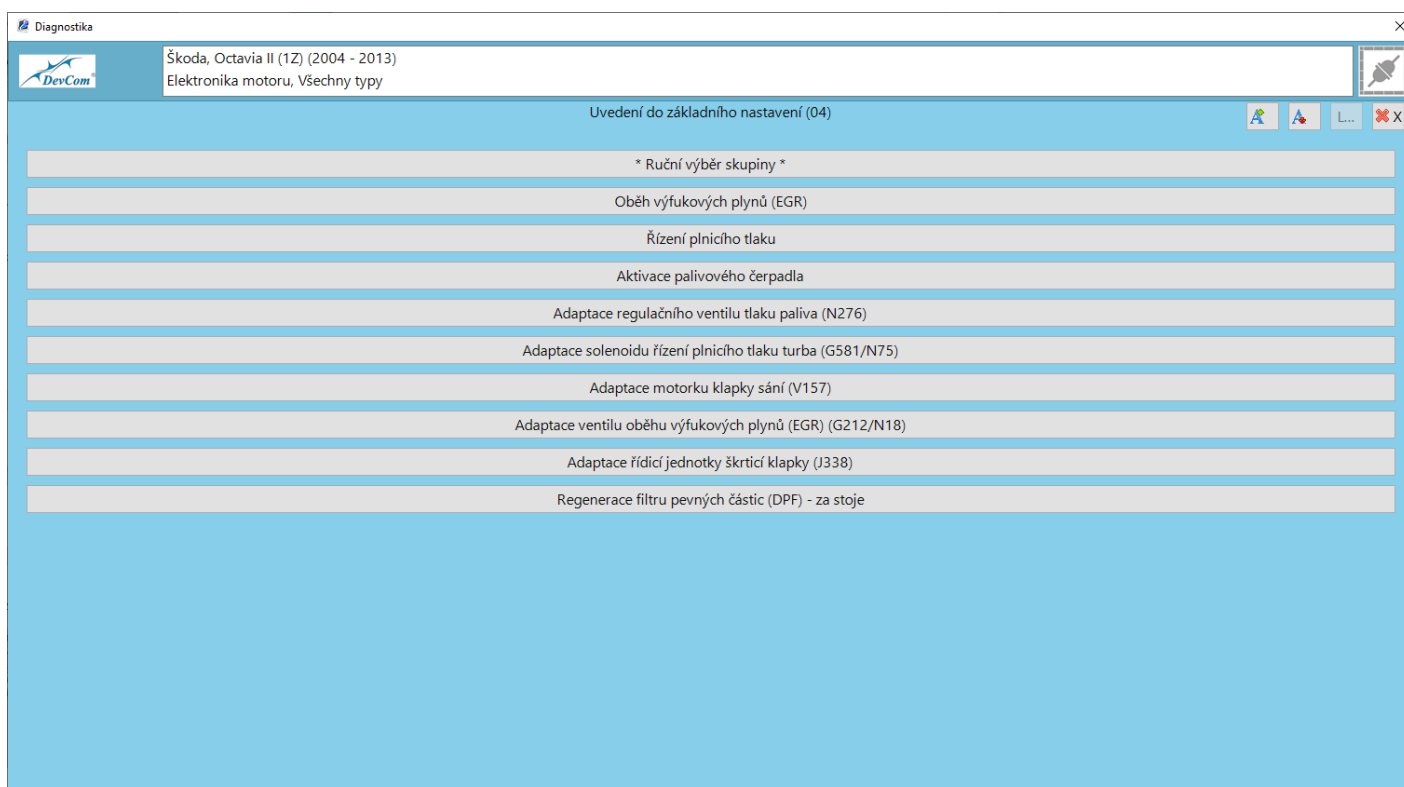 Diagnostika
DevCom
Škoda, Octavia II (1Z) (2004 - 2013)
Elektronika motoru, Všechny typy
Uvedení do základního nastavení (04)
L... X
* Ruční výběr skupiny *
Oběh výfukových plynů (EGR)
Řízení plnicího tlaku
Aktivace palivového čerpadla
Adaptace regulačního ventilu tlaku paliva (N276)
Adaptace solenoidu řízení plnicího tlaku turba (G581/N75)
Adaptace motorku klapky sání (V157)
Adaptace ventilu oběhu výfukových plynů (EGR) (G212/N18)
Adaptace řídicí jednotky škrticí klapky (J338)
Regenerace filtru pevných částic (DPF) - za stoje